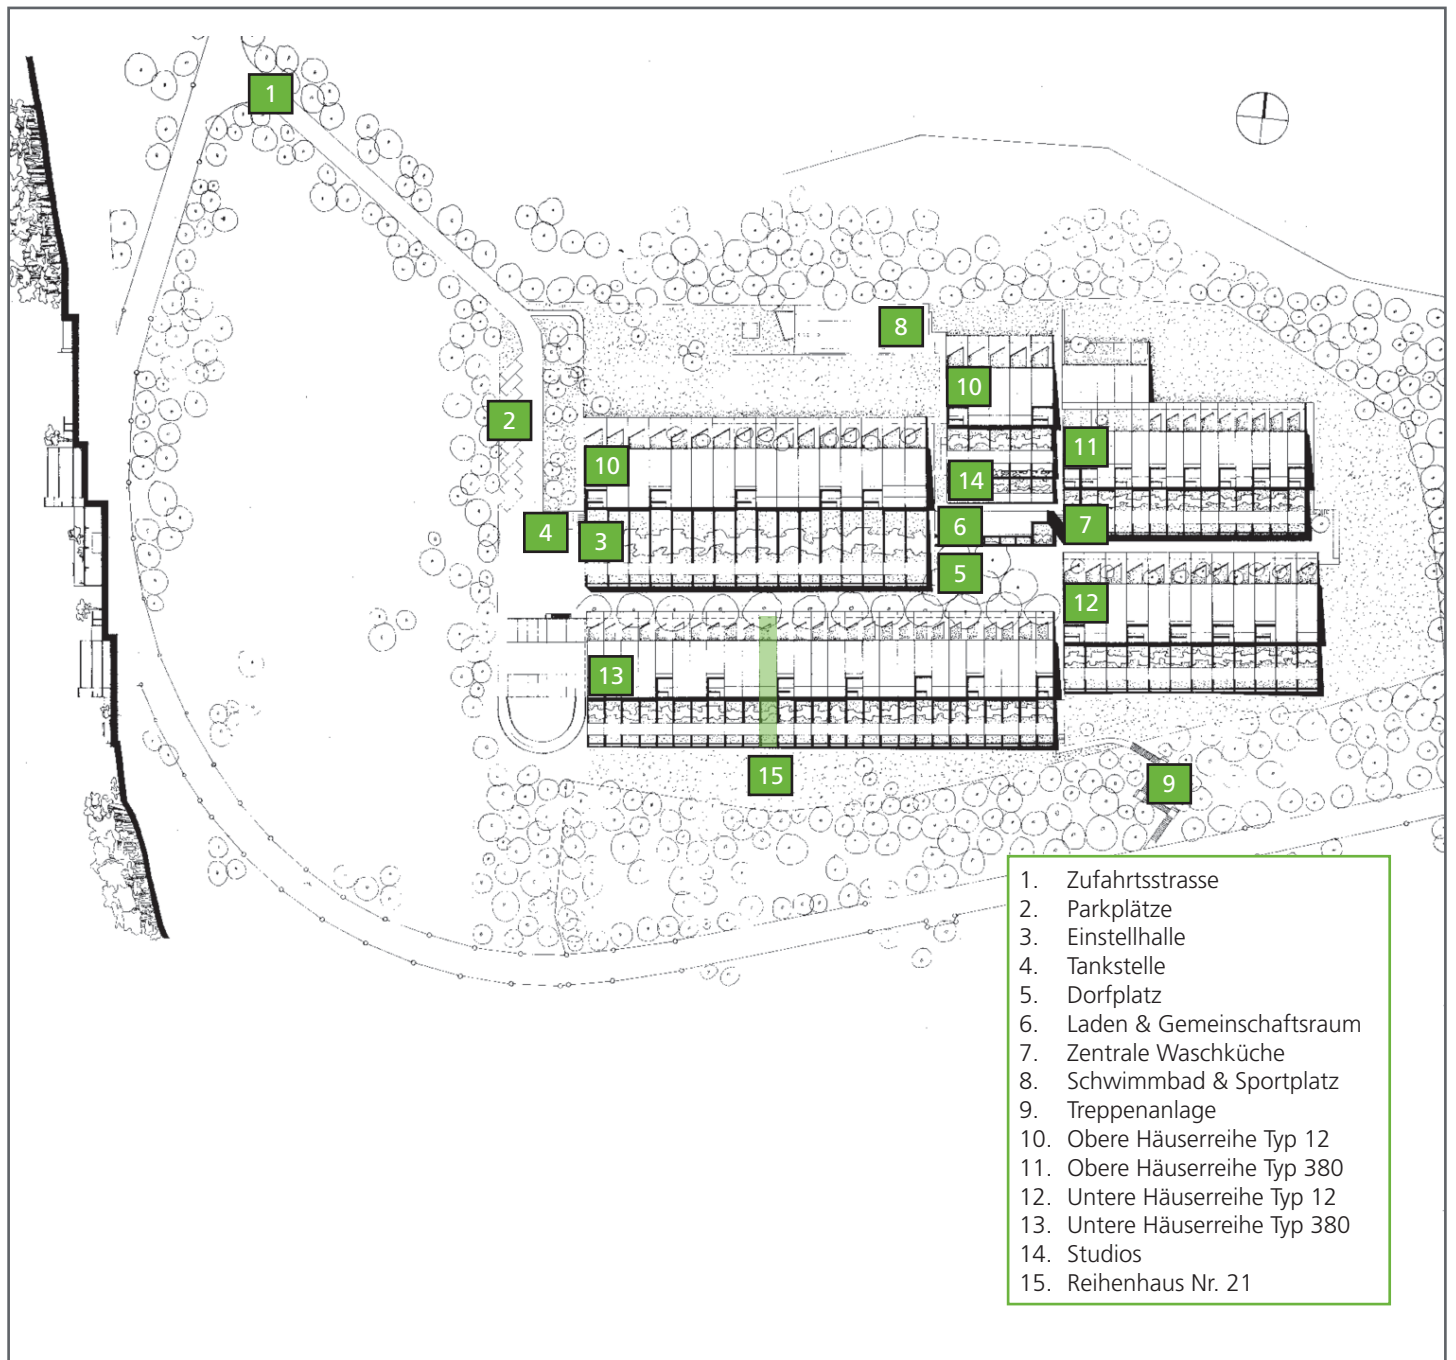 1
8
2
10
10
11
14
4
3
6
7
5
12
13
15
9
1. Zufahrtsstrasse
2. Parkplätze
3. Einstellhalle
4. Tankstelle
5. Dorfplatz
6. Laden & Gemeinschaftsraum
7. Zentrale Waschküche
8. Schwimmbad & Sportplatz
9. Treppenanlage
10. Obere Häuserreihe Typ 12
11. Obere Häuserreihe Typ 380
12. Untere Häuserreihe Typ 12
13. Untere Häuserreihe Typ 380
14. Studios
15. Reihenhaus Nr. 21